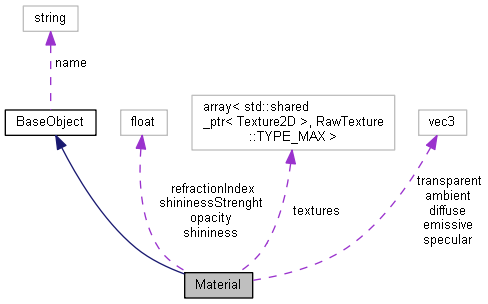 string
name
BaseObject
float
array< std::shared
_ptr< Texture2D >, RawTexture
::TYPE_MAX >
vec3
refractionIndex
shininessStrenght
opacity
shininess
textures
transparent
ambient
diffuse
emissive
specular
Material